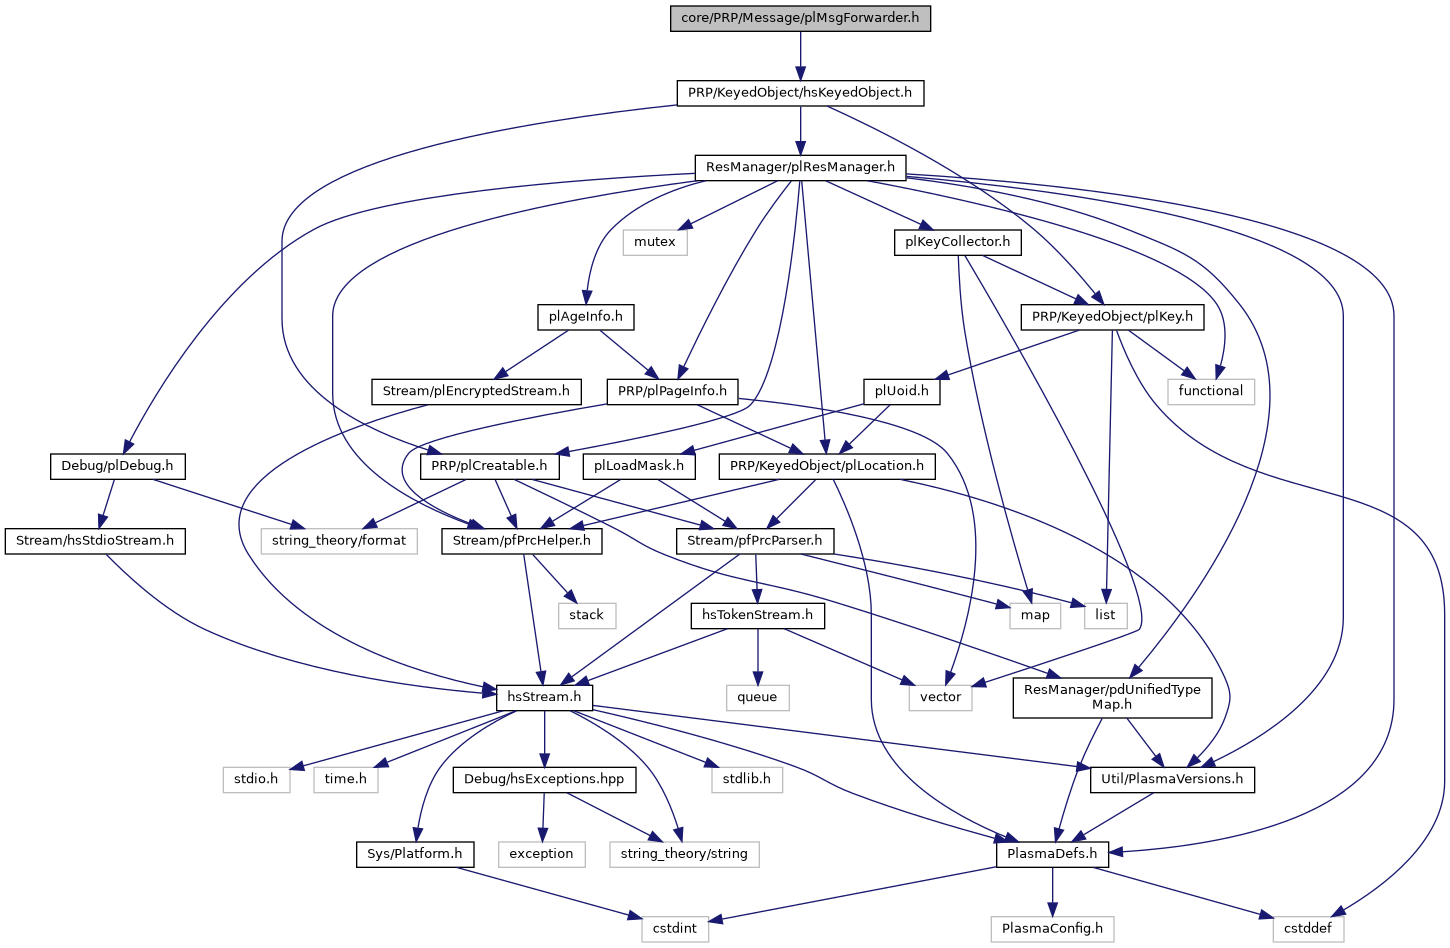 core/PRP/Message/plMsgForwarder.h
PRP/KeyedObject/hsKeyedObject.h
ResManager/plResManager.h
mutex
plKeyCollector.h
plAgeInfo.h
PRP/KeyedObject/plKey.h
Stream/plEncryptedStream.h
PRP/plPageInfo.h
plUoid.h
functional
Debug/plDebug.h
PRP/plCreatable.h
plLoadMask.h
PRP/KeyedObject/plLocation.h
Stream/hsStdioStream.h
string_theory/format
Stream/pfPrcHelper.h
Stream/pfPrcParser.h
stack
hsTokenStream.h
map
list
hsStream.h
queue
vector
ResManager/pdUnifiedType
Map.h
stdio.h
time.h
Debug/hsExceptions.hpp
stdlib.h
Util/PlasmaVersions.h
Sys/Platform.h
exception
string_theory/string
PlasmaDefs.h
cstdint
PlasmaConfig.h
cstddef